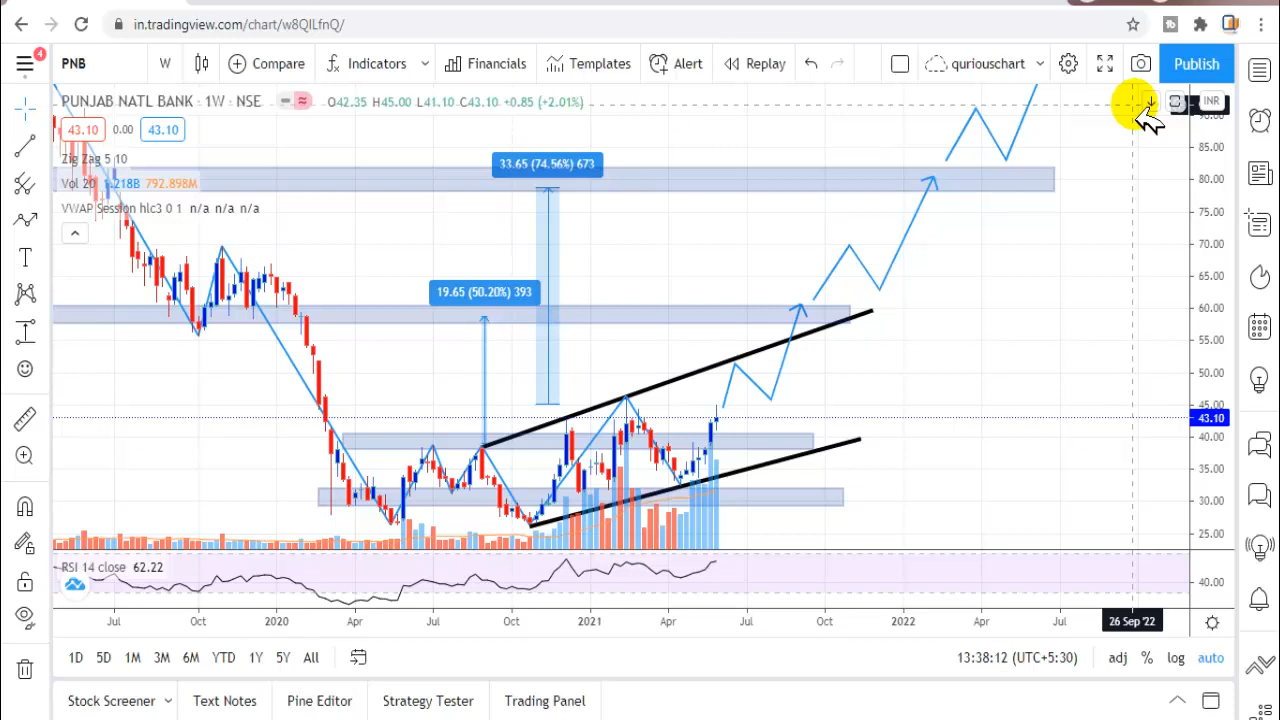 in.tradingview.com/chart/w8QILfnQ/
4
PNB
W
Compare
Indicators
Financials
Templates
Alert
Replay
quriouschart
Publish
PUNJAB NATL BANK · 1W · NSE
O42.35 H45.00 L41.10 C43.10 +0.85 (+2.01%)
INR
43.10 0.00 43.10
Zig Zag 5 10
Vol 20 1.218B 792.898M
VWAP Session hlc3 0 1 n/a n/a n/a
33.65 (74.56%) 673
19.65 (50.20%) 393
90.00
85.00
80.00
75.00
70.00
65.00
60.00
55.00
50.00
45.00
43.10
40.00
35.00
30.00
25.00
RSI 14 close 62.22
40.00
Jul Oct 2020 Apr Jul Oct 2021 Apr Jul Oct 2022 Apr Jul 26 Sep '22
1D 5D 1M 3M 6M YTD 1Y 5Y All
13:38:12 (UTC+5:30) adj % log auto
Stock Screener Text Notes Pine Editor Strategy Tester Trading Panel